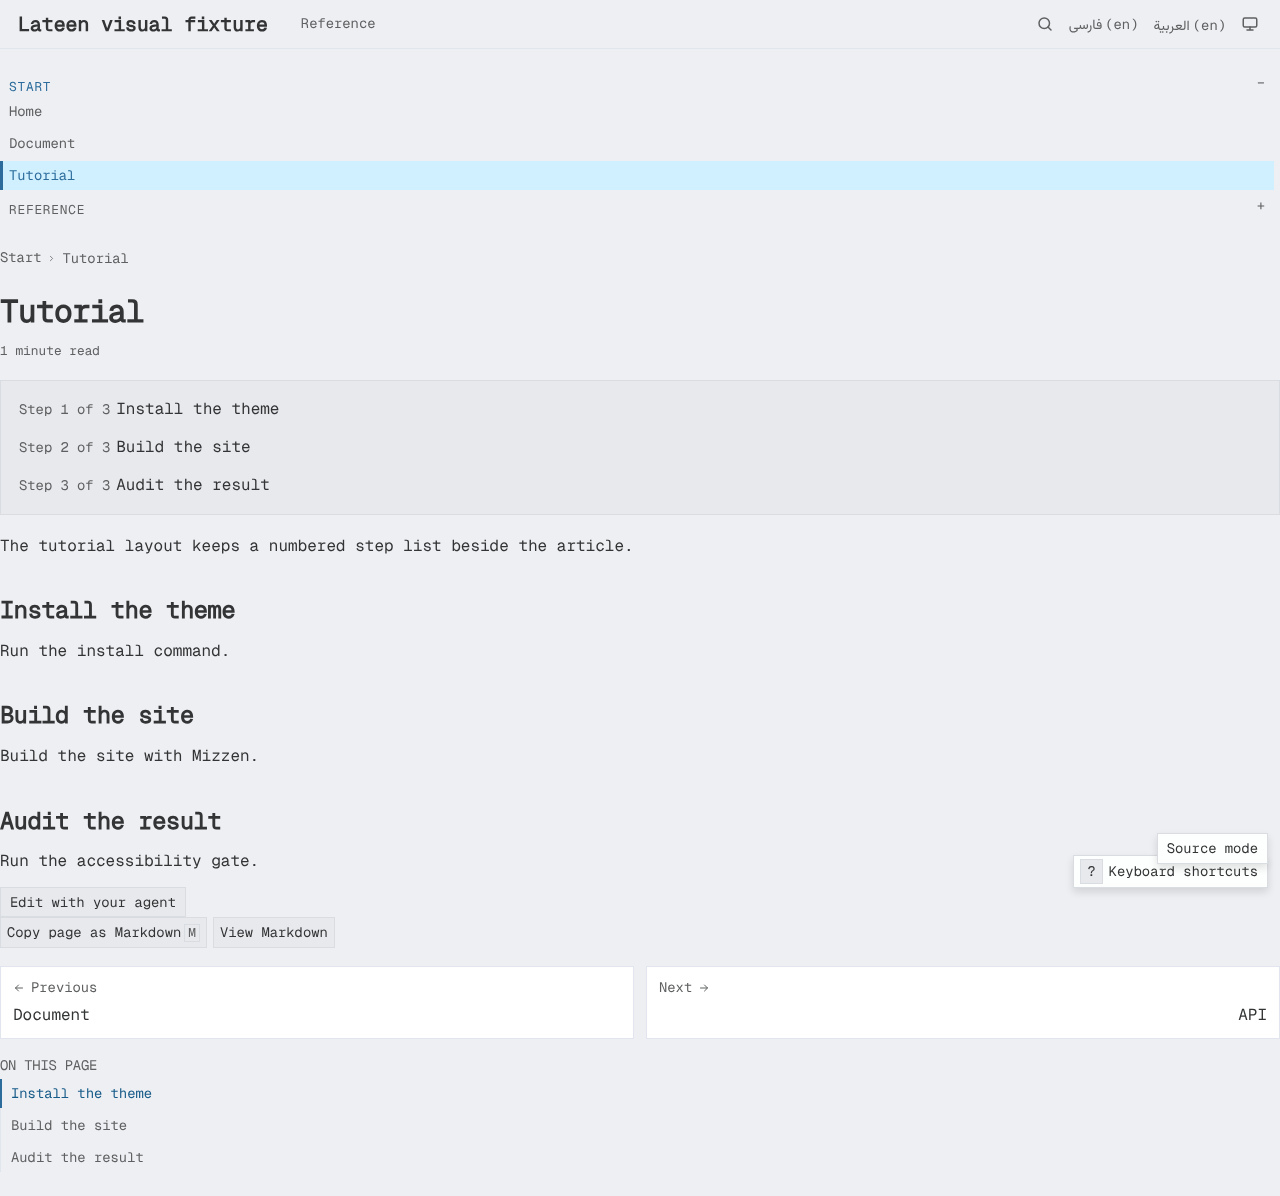 Lateen visual fixture Reference فارسی (en) العربية (en)
START −
Home
Document
Tutorial
REFERENCE +
Start › Tutorial
Tutorial
1 minute read
Step 1 of 3 Install the theme
Step 2 of 3 Build the site
Step 3 of 3 Audit the result
The tutorial layout keeps a numbered step list beside the article.
Install the theme
Run the install command.
Build the site
Build the site with Mizzen.
Audit the result
Run the accessibility gate.
Source mode
? Keyboard shortcuts
Edit with your agent
Copy page as Markdown M View Markdown
← Previous
Document
Next →
API
ON THIS PAGE
Install the theme
Build the site
Audit the result